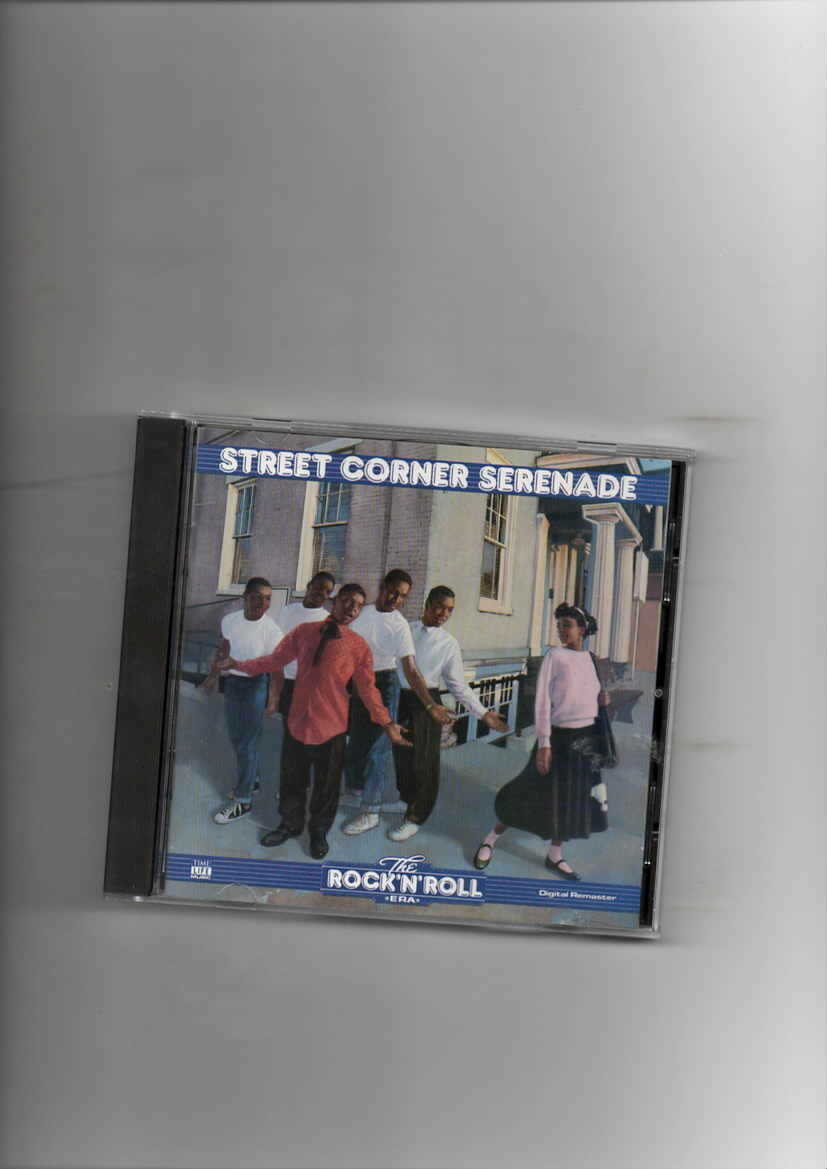 STREET CORNER SERENADE
TIME
LIFE
MUSIC
The
ROCK'N'ROLL
•ERA•
Digital Remaster